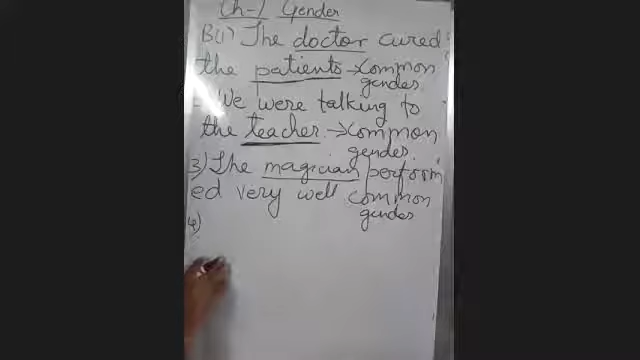 Ch-7 Gender
B(1) The doctor cured
the patients → common
gender
We were talking to
the teacher. → common
gender.
3) The magician perform
ed very well common
gender
4)